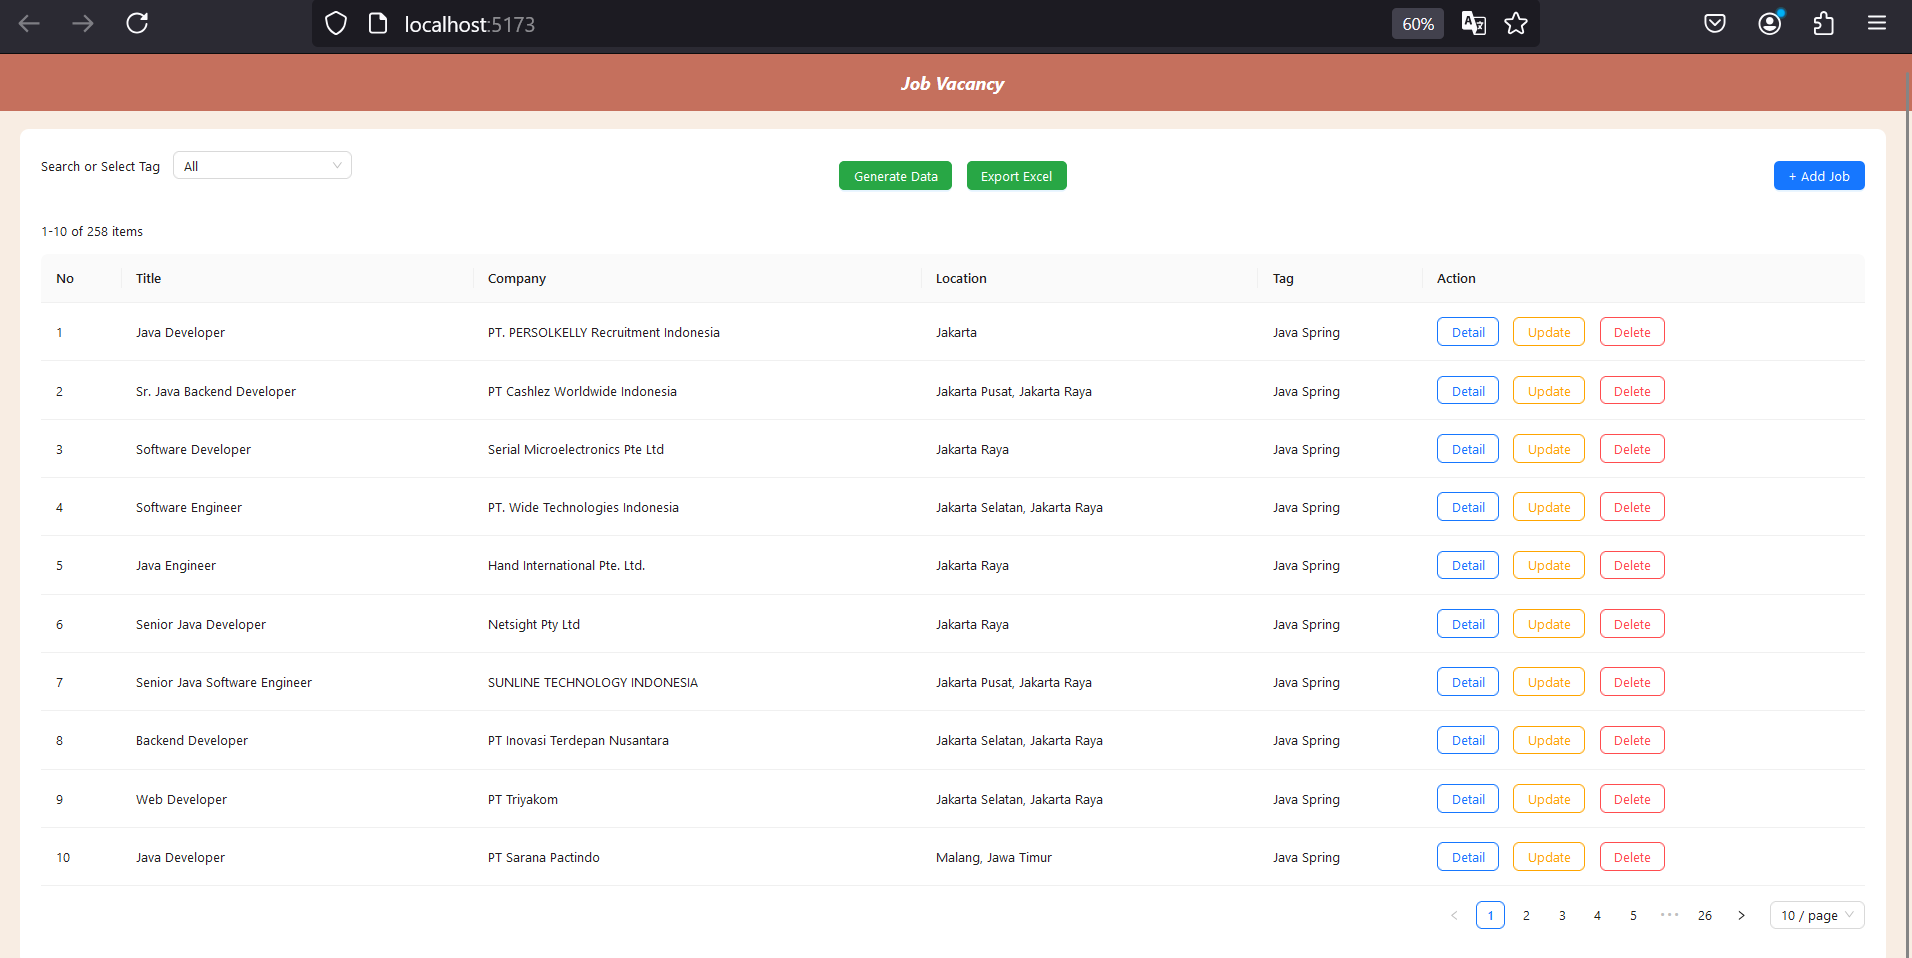 localhost:5173
60%
Job Vacancy
Search or Select Tag All Generate Data Export Excel + Add Job
1-10 of 258 items
No Title Company Location Tag Action
1 Java Developer PT. PERSOLKELLY Recruitment Indonesia Jakarta Java Spring Detail Update Delete
2 Sr. Java Backend Developer PT Cashlez Worldwide Indonesia Jakarta Pusat, Jakarta Raya Java Spring Detail Update Delete
3 Software Developer Serial Microelectronics Pte Ltd Jakarta Raya Java Spring Detail Update Delete
4 Software Engineer PT. Wide Technologies Indonesia Jakarta Selatan, Jakarta Raya Java Spring Detail Update Delete
5 Java Engineer Hand International Pte. Ltd. Jakarta Raya Java Spring Detail Update Delete
6 Senior Java Developer Netsight Pty Ltd Jakarta Raya Java Spring Detail Update Delete
7 Senior Java Software Engineer SUNLINE TECHNOLOGY INDONESIA Jakarta Pusat, Jakarta Raya Java Spring Detail Update Delete
8 Backend Developer PT Inovasi Terdepan Nusantara Jakarta Selatan, Jakarta Raya Java Spring Detail Update Delete
9 Web Developer PT Triyakom Jakarta Selatan, Jakarta Raya Java Spring Detail Update Delete
10 Java Developer PT Sarana Pactindo Malang, Jawa Timur Java Spring Detail Update Delete
< 1 2 3 4 5 ••• 26 > 10 / page